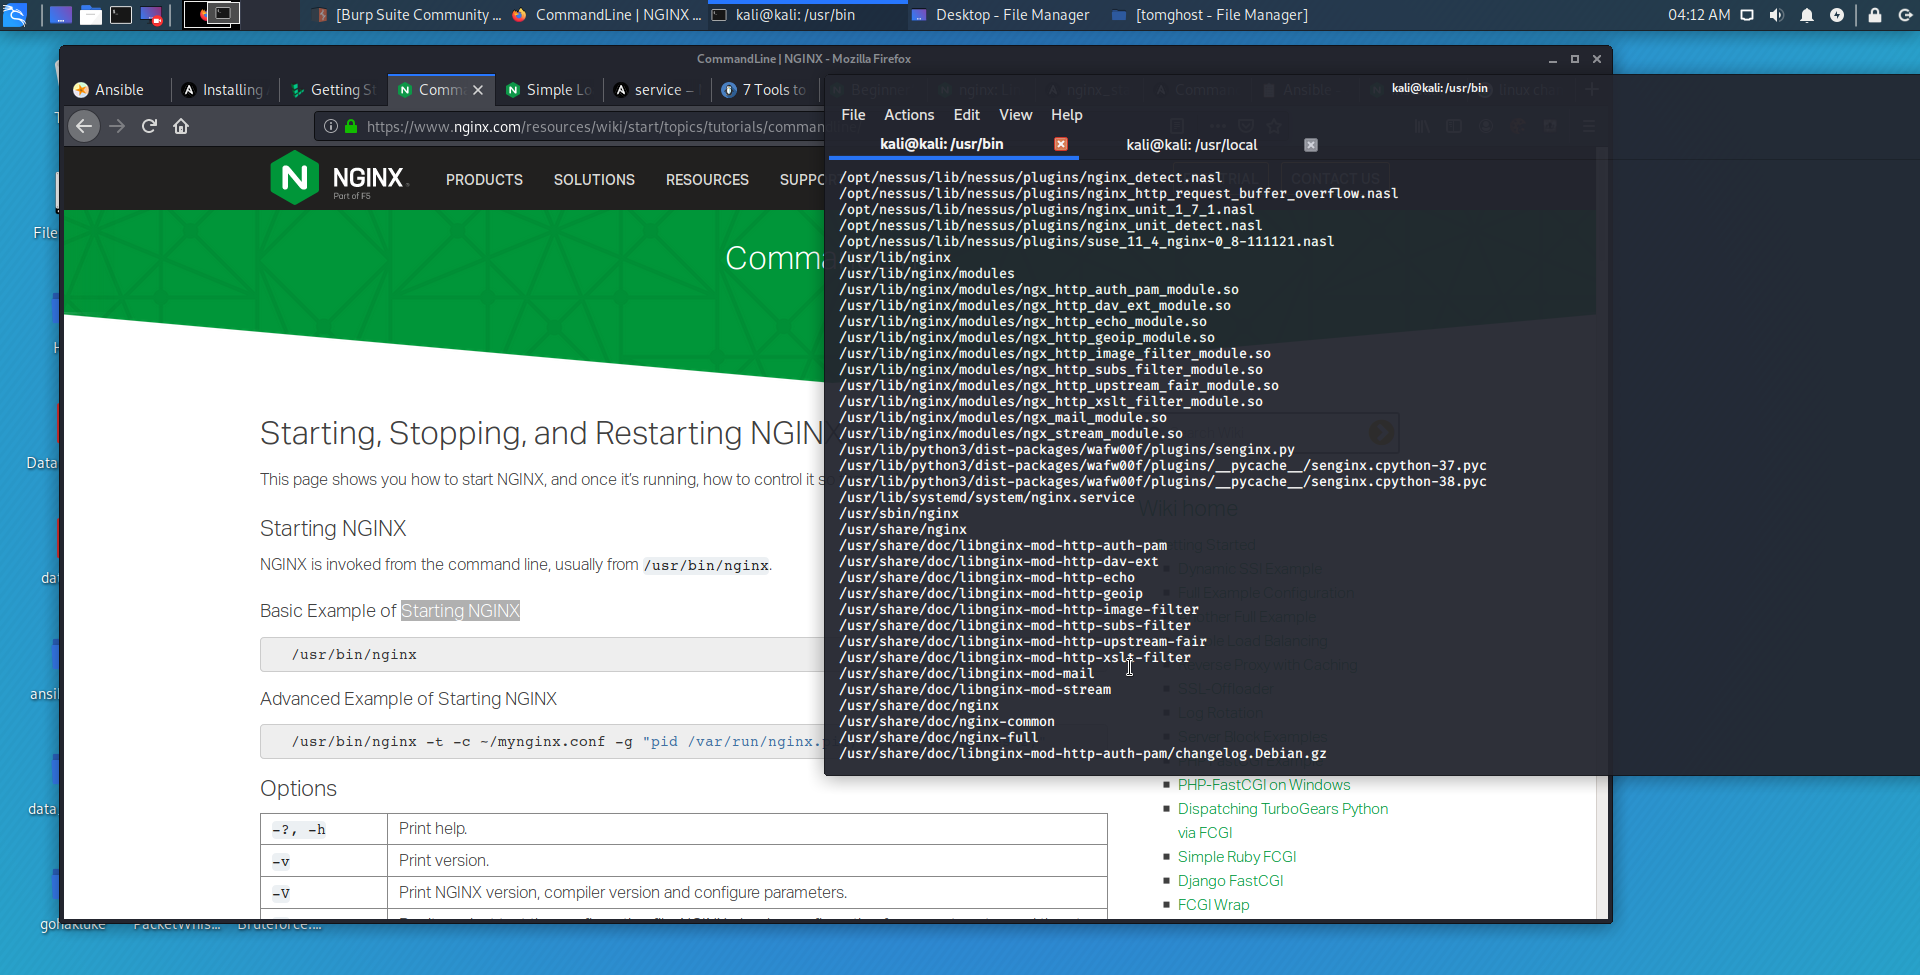 [Burp Suite Community ...
CommandLine | NGINX ...
kali@kali: /usr/bin
Desktop - File Manager
[tomghost - File Manager]
04:12 AM
CommandLine | NGINX - Mozilla Firefox
Ansible
Installing
Getting S
Comm
Simple Lo
service –
7 Tools to
https://www.nginx.com/resources/wiki/start/topics/tutorials/comman
NGINX
Part of F5
PRODUCTS
SOLUTIONS
RESOURCES
SUPPO
Comma
Starting, Stopping, and Restarting NGINX
This page shows you how to start NGINX, and once it's running, how to control it s
Starting NGINX
NGINX is invoked from the command line, usually from /usr/bin/nginx.
Basic Example of Starting NGINX
/usr/bin/nginx
Advanced Example of Starting NGINX
/usr/bin/nginx -t -c ~/mynginx.conf -g "pid /var/run/nginx.p
Options
-?, -h Print help.
-v Print version.
-V Print NGINX version, compiler version and configure parameters.
kali@kali: /usr/bin
File Actions Edit View Help
kali@kali: /usr/bin
kali@kali: /usr/local
/opt/nessus/lib/nessus/plugins/nginx_detect.nasl
/opt/nessus/lib/nessus/plugins/nginx_http_request_buffer_overflow.nasl
/opt/nessus/lib/nessus/plugins/nginx_unit_1_7_1.nasl
/opt/nessus/lib/nessus/plugins/nginx_unit_detect.nasl
/opt/nessus/lib/nessus/plugins/suse_11_4_nginx-0_8-111121.nasl
/usr/lib/nginx
/usr/lib/nginx/modules
/usr/lib/nginx/modules/ngx_http_auth_pam_module.so
/usr/lib/nginx/modules/ngx_http_dav_ext_module.so
/usr/lib/nginx/modules/ngx_http_echo_module.so
/usr/lib/nginx/modules/ngx_http_geoip_module.so
/usr/lib/nginx/modules/ngx_http_image_filter_module.so
/usr/lib/nginx/modules/ngx_http_subs_filter_module.so
/usr/lib/nginx/modules/ngx_http_upstream_fair_module.so
/usr/lib/nginx/modules/ngx_http_xslt_filter_module.so
/usr/lib/nginx/modules/ngx_mail_module.so
/usr/lib/nginx/modules/ngx_stream_module.so
/usr/lib/python3/dist-packages/wafw00f/plugins/senginx.py
/usr/lib/python3/dist-packages/wafw00f/plugins/__pycache__/senginx.cpython-37.pyc
/usr/lib/python3/dist-packages/wafw00f/plugins/__pycache__/senginx.cpython-38.pyc
/usr/lib/systemd/system/nginx.service
/usr/sbin/nginx
/usr/share/nginx
/usr/share/doc/libnginx-mod-http-auth-pam
/usr/share/doc/libnginx-mod-http-dav-ext
/usr/share/doc/libnginx-mod-http-echo
/usr/share/doc/libnginx-mod-http-geoip
/usr/share/doc/libnginx-mod-http-image-filter
/usr/share/doc/libnginx-mod-http-subs-filter
/usr/share/doc/libnginx-mod-http-upstream-fair
/usr/share/doc/libnginx-mod-http-xslt-filter
/usr/share/doc/libnginx-mod-mail
/usr/share/doc/libnginx-mod-stream
/usr/share/doc/nginx
/usr/share/doc/nginx-common
/usr/share/doc/nginx-full
/usr/share/doc/libnginx-mod-http-auth-pam/changelog.Debian.gz
Wiki home
PHP-FastCGI on Windows
Dispatching TurboGears Python
via FCGI
Simple Ruby FCGI
Django FastCGI
FCGI Wrap
File
Data
dat
ansi
data
gohakluke
PacketWhis...
Bruteforce....